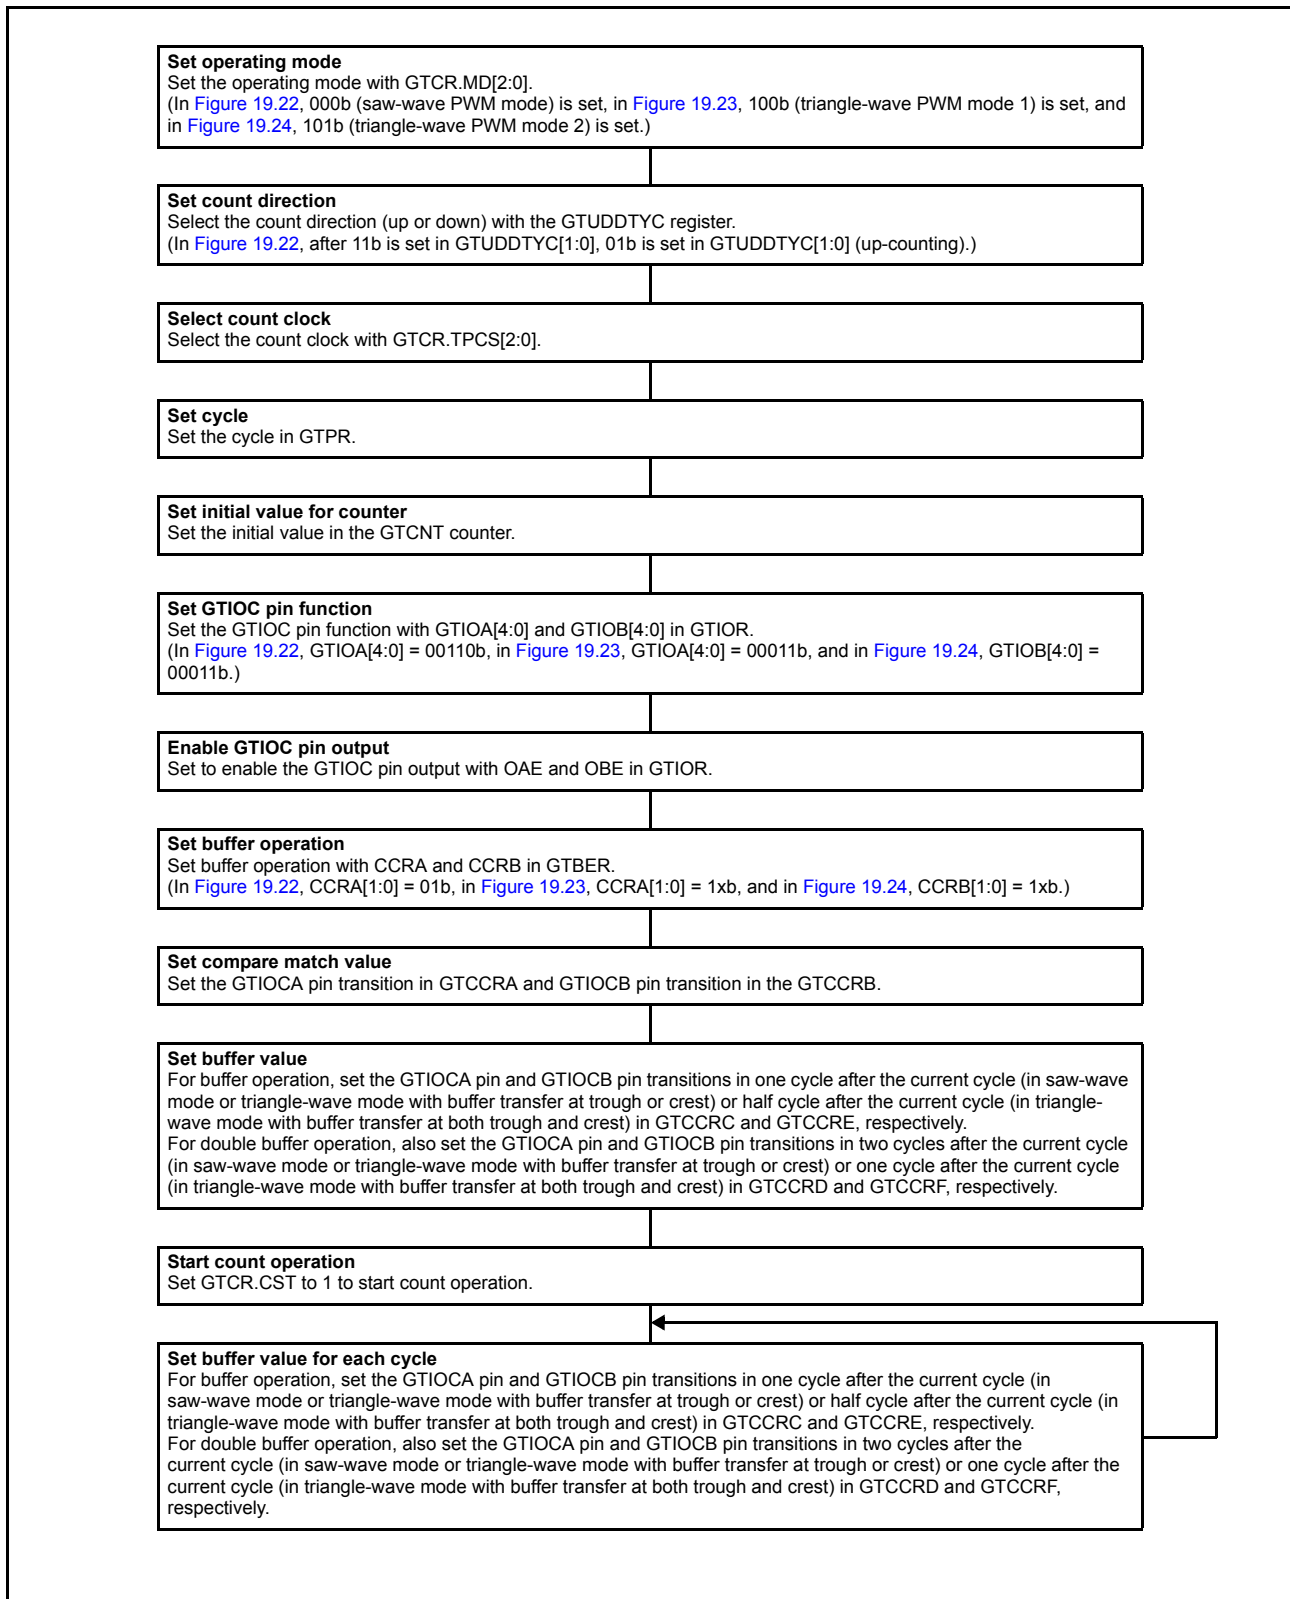 Set operating mode
Set the operating mode with GTCR.MD[2:0].
(In Figure 19.22, 000b (saw-wave PWM mode) is set, in Figure 19.23, 100b (triangle-wave PWM mode 1) is set, and
in Figure 19.24, 101b (triangle-wave PWM mode 2) is set.)
Set count direction
Select the count direction (up or down) with the GTUDDTYC register.
(In Figure 19.22, after 11b is set in GTUDDTYC[1:0], 01b is set in GTUDDTYC[1:0] (up-counting).)
Select count clock
Select the count clock with GTCR.TPCS[2:0].
Set cycle
Set the cycle in GTPR.
Set initial value for counter
Set the initial value in the GTCNT counter.
Set GTIOC pin function
Set the GTIOC pin function with GTIOA[4:0] and GTIOB[4:0] in GTIOR.
(In Figure 19.22, GTIOA[4:0] = 00110b, in Figure 19.23, GTIOA[4:0] = 00011b, and in Figure 19.24, GTIOB[4:0] =
00011b.)
Enable GTIOC pin output
Set to enable the GTIOC pin output with OAE and OBE in GTIOR.
Set buffer operation
Set buffer operation with CCRA and CCRB in GTBER.
(In Figure 19.22, CCRA[1:0] = 01b, in Figure 19.23, CCRA[1:0] = 1xb, and in Figure 19.24, CCRB[1:0] = 1xb.)
Set compare match value
Set the GTIOCA pin transition in GTCCRA and GTIOCB pin transition in the GTCCRB.
Set buffer value
For buffer operation, set the GTIOCA pin and GTIOCB pin transitions in one cycle after the current cycle (in saw-wave
mode or triangle-wave mode with buffer transfer at trough or crest) or half cycle after the current cycle (in triangle-
wave mode with buffer transfer at both trough and crest) in GTCCRC and GTCCRE, respectively.
For double buffer operation, also set the GTIOCA pin and GTIOCB pin transitions in two cycles after the current cycle
(in saw-wave mode or triangle-wave mode with buffer transfer at trough or crest) or one cycle after the current cycle
(in triangle-wave mode with buffer transfer at both trough and crest) in GTCCRD and GTCCRF, respectively.
Start count operation
Set GTCR.CST to 1 to start count operation.
Set buffer value for each cycle
For buffer operation, set the GTIOCA pin and GTIOCB pin transitions in one cycle after the current cycle (in
saw-wave mode or triangle-wave mode with buffer transfer at trough or crest) or half cycle after the current cycle (in
triangle-wave mode with buffer transfer at both trough and crest) in GTCCRC and GTCCRE, respectively.
For double buffer operation, also set the GTIOCA pin and GTIOCB pin transitions in two cycles after the
current cycle (in saw-wave mode or triangle-wave mode with buffer transfer at trough or crest) or one cycle after the
current cycle (in triangle-wave mode with buffer transfer at both trough and crest) in GTCCRD and GTCCRF,
respectively.